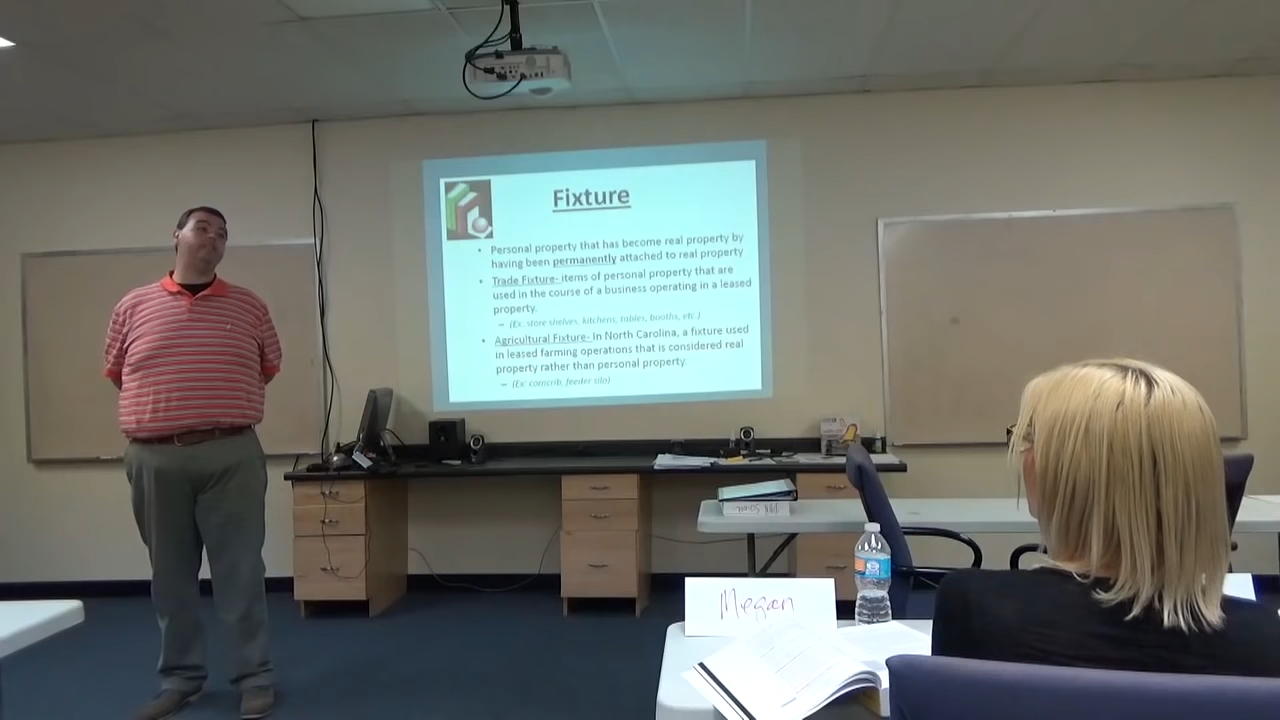 Fixture
• Personal property that has become real property by
having been permanently attached to real property
• Trade Fixture- items of personal property that are
used in the course of a business operating in a leased
property.
– (Ex. store shelves, kitchens, tables, booths, etc.)
• Agricultural Fixture- In North Carolina, a fixture used
in leased farming operations that is considered real
property rather than personal property.
– (Ex: corncrib, feeder silo)
Megan